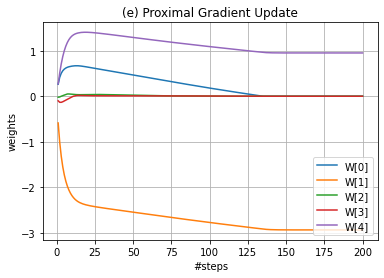 (e) Proximal Gradient Update
weights
1
0
−1
−2
−3
W[0]
W[1]
W[2]
W[3]
W[4]
0 25 50 75 100 125 150 175 200
#steps